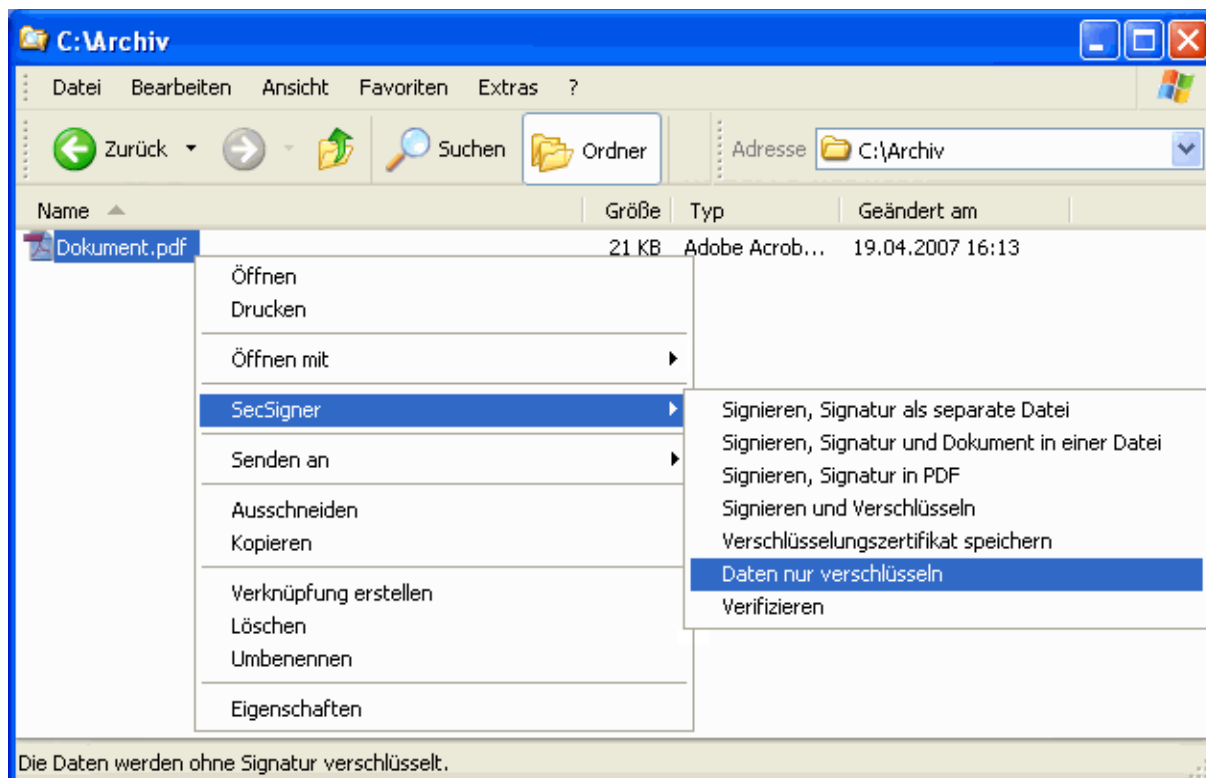 C:\Archiv
Datei Bearbeiten Ansicht Favoriten Extras ?
Zurück Suchen Ordner Adresse C:\Archiv
Name Größe Typ Geändert am
Dokument.pdf 21 KB Adobe Acrob... 19.04.2007 16:13
Öffnen
Drucken
Öffnen mit
SecSigner
Senden an
Ausschneiden
Kopieren
Verknüpfung erstellen
Löschen
Umbenennen
Eigenschaften
Signieren, Signatur als separate Datei
Signieren, Signatur und Dokument in einer Datei
Signieren, Signatur in PDF
Signieren und Verschlüsseln
Verschlüsselungszertifikat speichern
Daten nur verschlüsseln
Verifizieren
Die Daten werden ohne Signatur verschlüsselt.